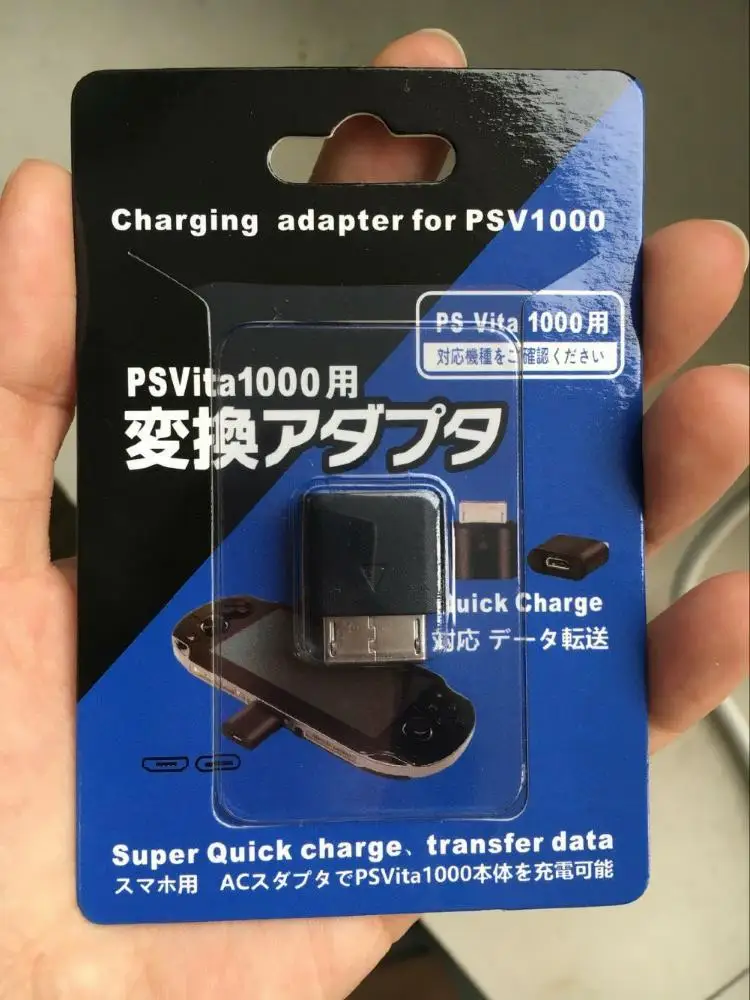 Charging adapter for PSV1000
PS Vita 1000用
対応機種をご確認ください
PSVita1000用
変換アダプタ
Quick Charge
対応 データ転送
Super Quick charge、transfer data
スマホ用 ACスダプタでPSVita1000本体を充電可能